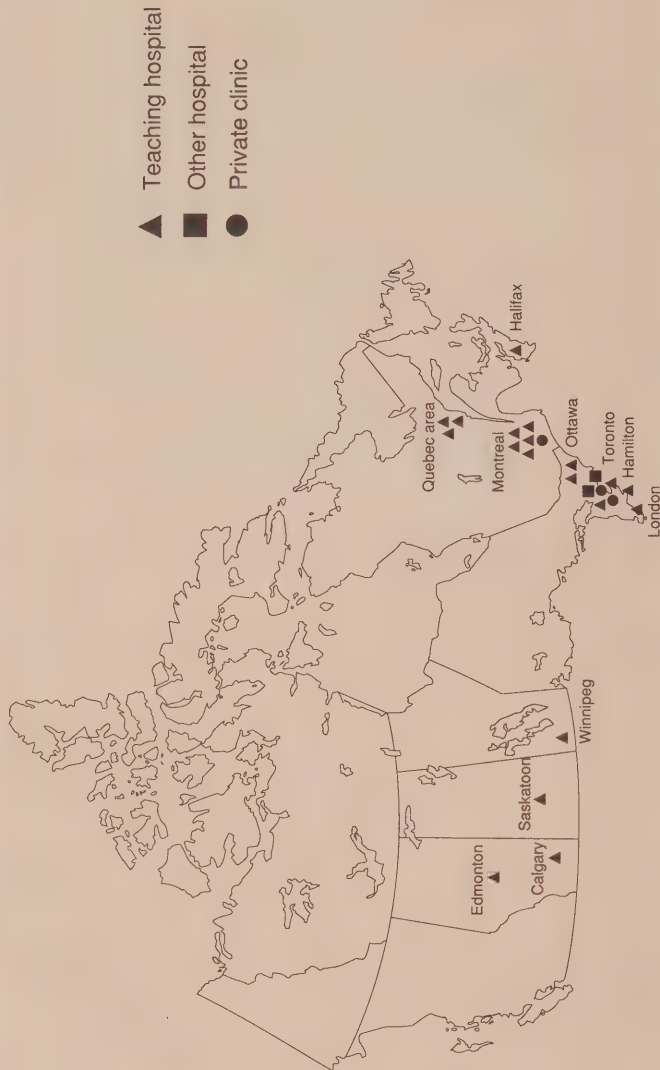 Teaching hospital
Other hospital
Private clinic
Quebec area
Montreal
Halifax
Ottawa
Toronto
Hamilton
London
Winnipeg
Saskatoon
Edmonton
Calgary